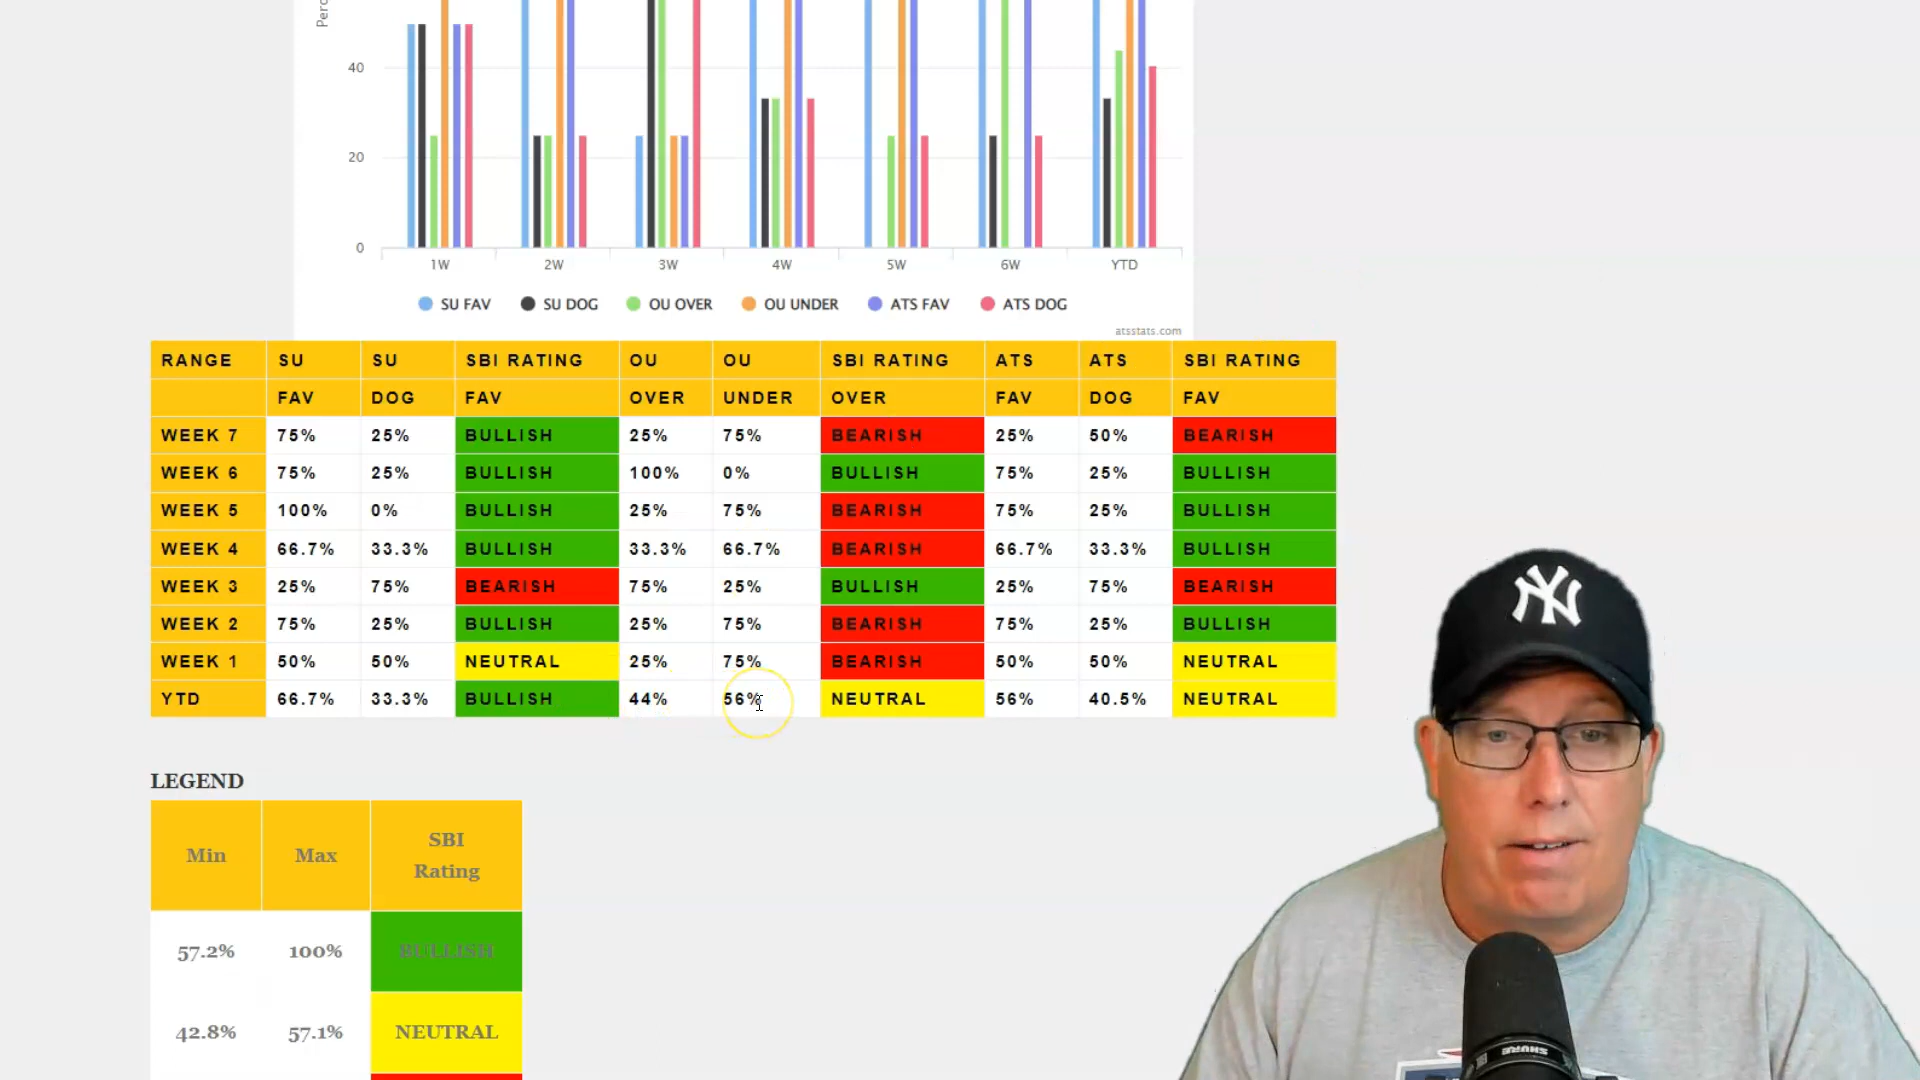 Perc
40
20
0
1W 2W 3W 4W 5W 6W YTD
SU FAV SU DOG OU OVER OU UNDER ATS FAV ATS DOG
atsstats.com
RANGE SU SU SBI RATING OU OU SBI RATING ATS ATS SBI RATING
FAV DOG FAV OVER UNDER OVER FAV DOG FAV
WEEK 7 75% 25% BULLISH 25% 75% BEARISH 25% 50% BEARISH
WEEK 6 75% 25% BULLISH 100% 0% BULLISH 75% 25% BULLISH
WEEK 5 100% 0% BULLISH 25% 75% BEARISH 75% 25% BULLISH
WEEK 4 66.7% 33.3% BULLISH 33.3% 66.7% BEARISH 66.7% 33.3% BULLISH
WEEK 3 25% 75% BEARISH 75% 25% BULLISH 25% 75% BEARISH
WEEK 2 75% 25% BULLISH 25% 75% BEARISH 75% 25% BULLISH
WEEK 1 50% 50% NEUTRAL 25% 75% BEARISH 50% 50% NEUTRAL
YTD 66.7% 33.3% BULLISH 44% 56% NEUTRAL 56% 40.5% NEUTRAL
LEGEND
Min Max SBI
Rating
57.2% 100% BULLISH
42.8% 57.1% NEUTRAL
NY
SHURE